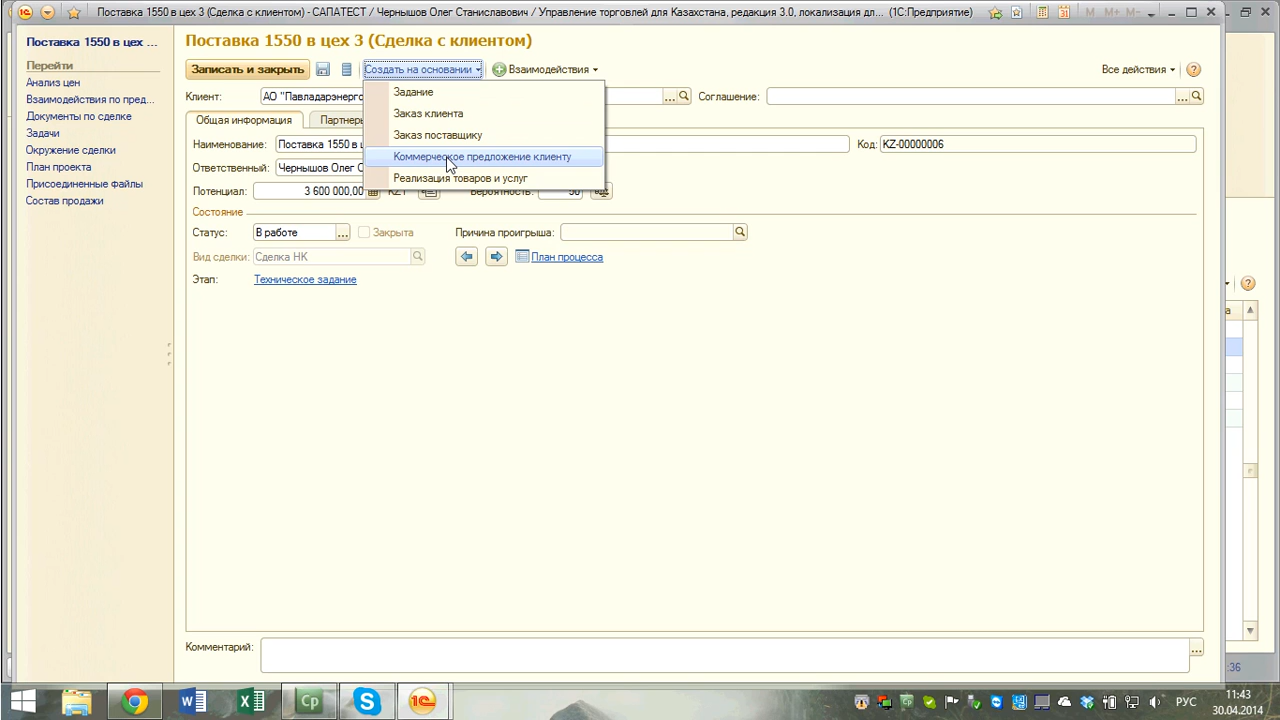 Поставка 1550 в цех 3 (Сделка с клиентом) - САПАТЕСТ / Чернышов Олег Станиславович / Управление торговлей для Казахстана, редакция 3.0, локализация дл... (1С:Предприятие)
M M+ M-
Поставка 1550 в цех ...
Перейти
Анализ цен
Взаимодействия по пред...
Документы по сделке
Задачи
Окружение сделки
План проекта
Присоединенные файлы
Состав продажи
Поставка 1550 в цех 3 (Сделка с клиентом)
Записать и закрыть
Создать на основании
Взаимодействия
Все действия
Задание
Заказ клиента
Заказ поставщику
Коммерческое предложение клиенту
Реализация товаров и услуг
Клиент: АО "Павладарэнерго
Соглашение:
Общая информация
Партнеры
Наименование: Поставка 1550 в ц
Код: KZ-00000006
Ответственный: Чернышов Олег С
Потенциал: 3 600 000,00 KZT
Вероятность: 50
Состояние
Статус: В работе
Закрыта
Причина проигрыша:
Вид сделки: Сделка НК
План процесса
Этап: Техническое задание
Комментарий:
:36
РУС
11:43
30.04.2014